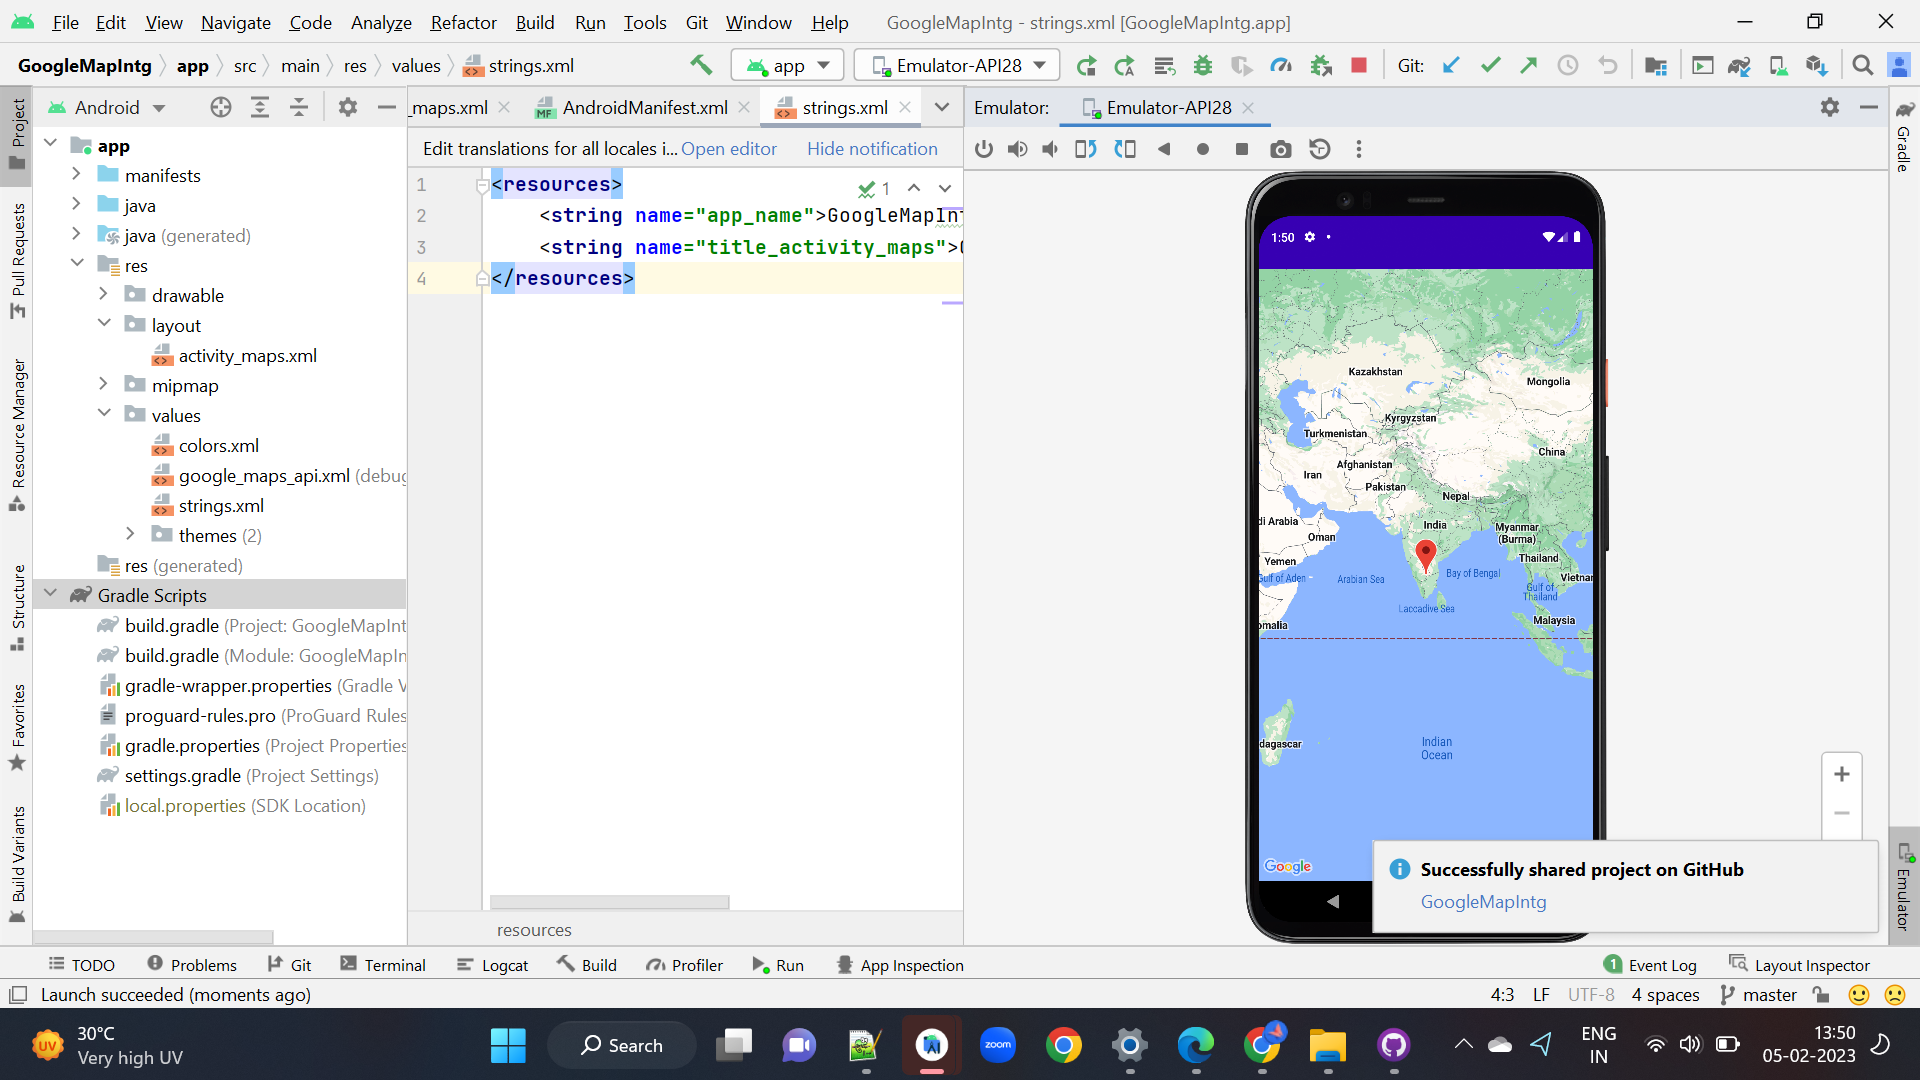 File Edit View Navigate Code Analyze Refactor Build Run Tools Git Window Help GoogleMapIntg - strings.xml [GoogleMapIntg.app]
GoogleMapIntg app src main res values strings.xml app Emulator-API28 Git:
Android _maps.xml AndroidManifest.xml strings.xml Emulator: Emulator-API28
Edit translations for all locales i... Open editor Hide notification
Project
Pull Requests
Resource Manager
Structure
Favorites
Build Variants
app
manifests
java
java (generated)
res
drawable
layout
activity_maps.xml
mipmap
values
colors.xml
google_maps_api.xml (debug
strings.xml
themes (2)
res (generated)
Gradle Scripts
build.gradle (Project: GoogleMapInt
build.gradle (Module: GoogleMapIn
gradle-wrapper.properties (Gradle V
proguard-rules.pro (ProGuard Rules
gradle.properties (Project Properties
settings.gradle (Project Settings)
local.properties (SDK Location)
1 <resources> 1
2 <string name="app_name">GoogleMapInt
3 <string name="title_activity_maps">
4 </resources>
resources
1:50
Kazakhstan
Mongolia
Kyrgyzstan
Turkmenistan
China
Afghanistan
Iran
Pakistan
Nepal
di Arabia
India
Myanmar
(Burma)
Oman
Thailand
Yemen
Bay of Bengal
Gulf of Aden
Arabian Sea
Vietnam
Gulf of
Thailand
Laccadive Sea
Malaysia
omalia
dagascar
Indian
Ocean
Google
+
−
Successfully shared project on GitHub
GoogleMapIntg
Gradle
Emulator
TODO Problems Git Terminal Logcat Build Profiler Run App Inspection 1 Event Log Layout Inspector
Launch succeeded (moments ago) 4:3 LF UTF-8 4 spaces master
UV
30°C
Very high UV
Search
zoom
ENG
IN
13:50
05-02-2023